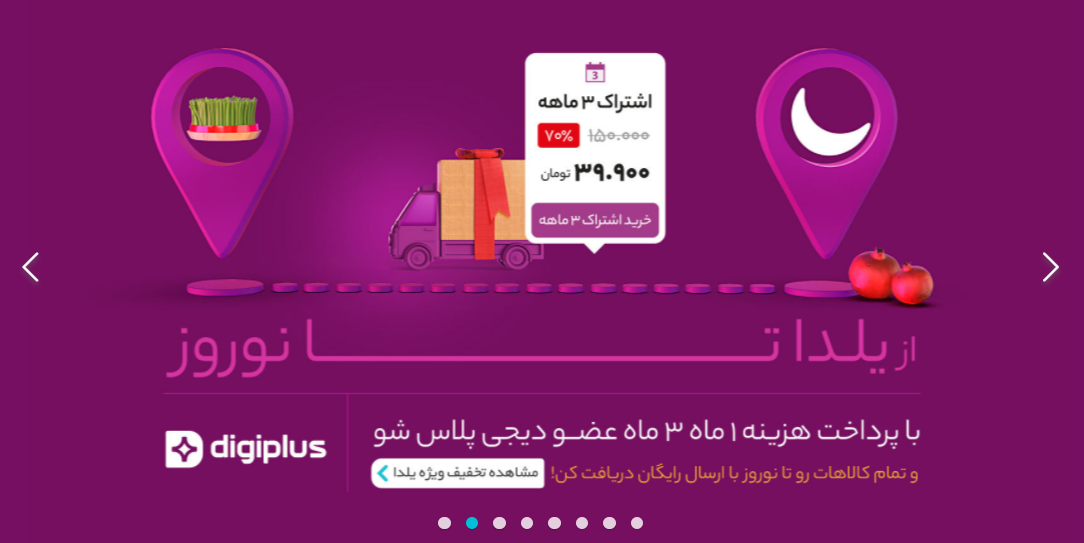 3
اشتراک ۳ ماهه
۱۵۰.۰۰۰ ۷۰%
۳۹.۹۰۰ تومان
خرید اشتراک ۳ ماهه
از یلدا تا نوروز
با پرداخت هزینه ۱ ماه ۳ ماه عضو دیجی پلاس شو
و تمام کالاهات رو تا نوروز با ارسال رایگان دریافت کن!
مشاهده تخفیف ویژه یلدا
digiplus